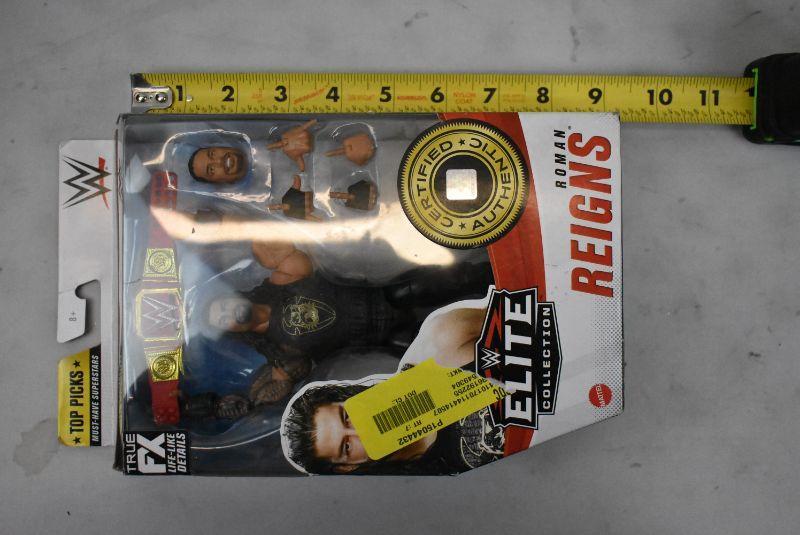 1 2 3 4 5 6 7 8 9 10 11
W
8+
TOP PICKS
MUST-HAVE SUPERSTARS
CERTIFIED
AUTHENTIC
ROMAN
REIGNS
W
ELITE
COLLECTION
MATTEL
P15044432
TRUE
FX
LIFE-LIKE
DETAILS